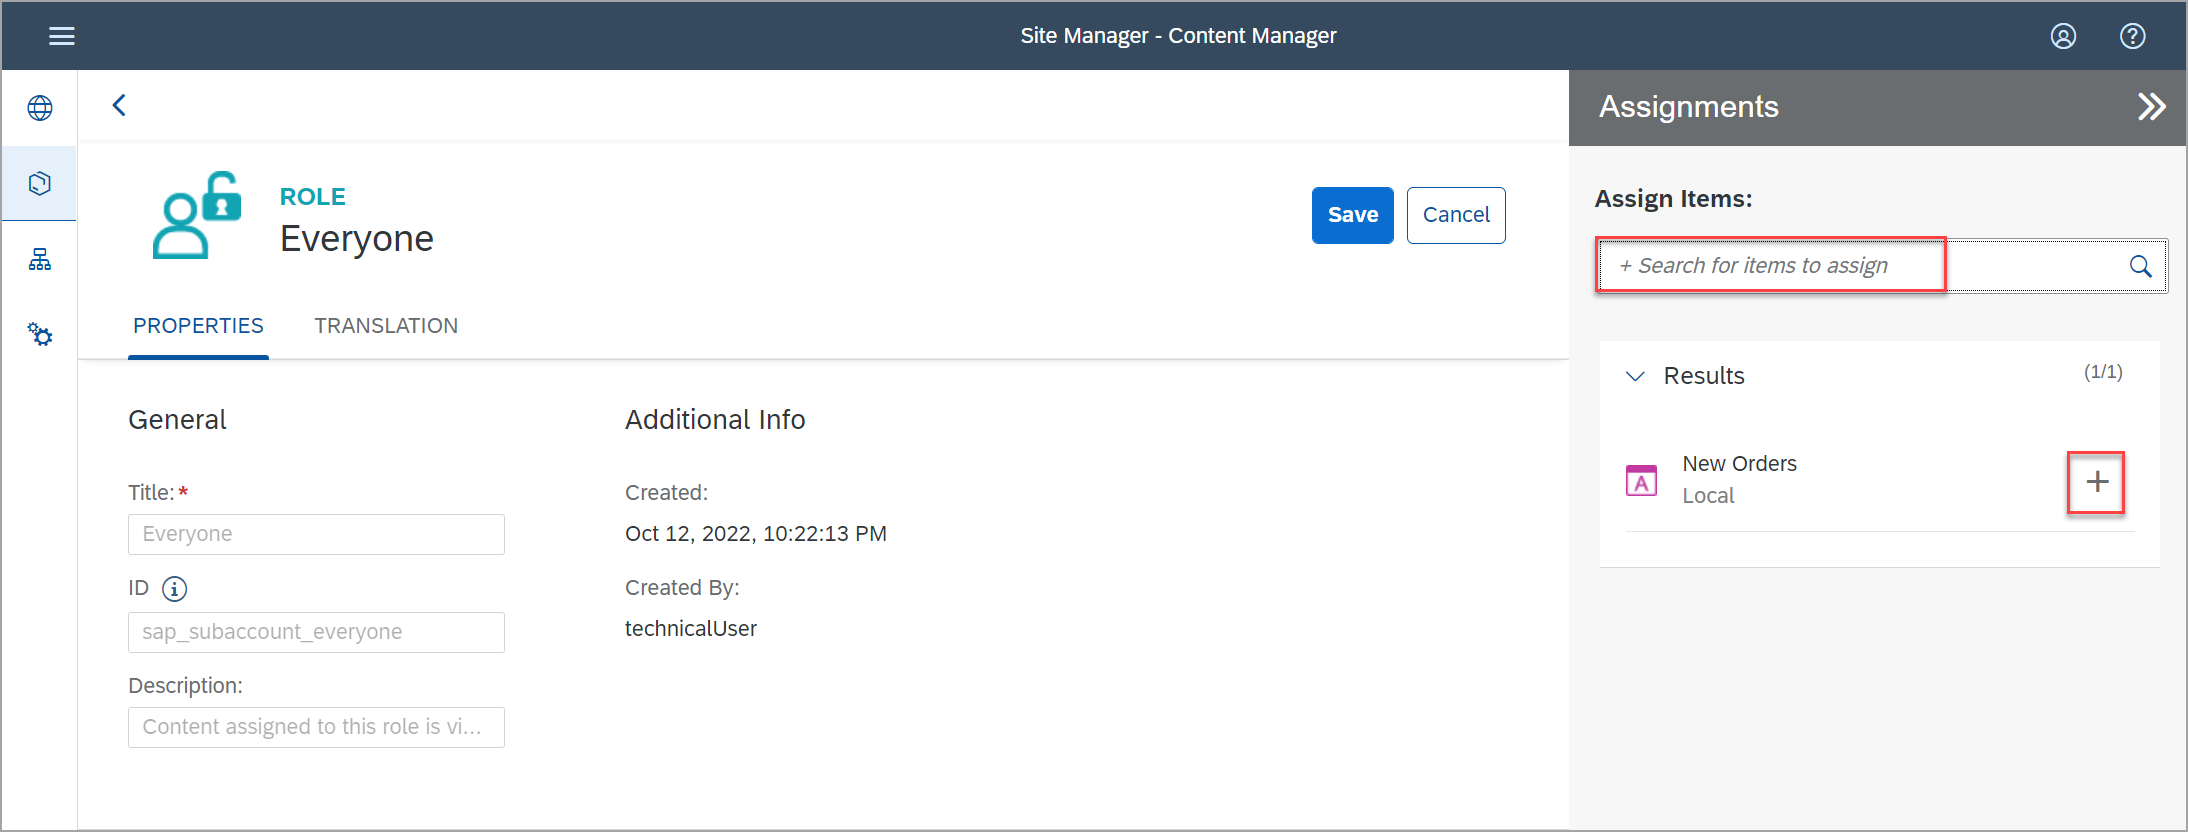 Site Manager - Content Manager
Assignments
ROLE
Everyone
Save
Cancel
PROPERTIES
TRANSLATION
General
Title:*
Everyone
ID
sap_subaccount_everyone
Description:
Content assigned to this role is vi...
Additional Info
Created:
Oct 12, 2022, 10:22:13 PM
Created By:
technicalUser
Assign Items:
+ Search for items to assign
Results
(1/1)
A
New Orders
Local